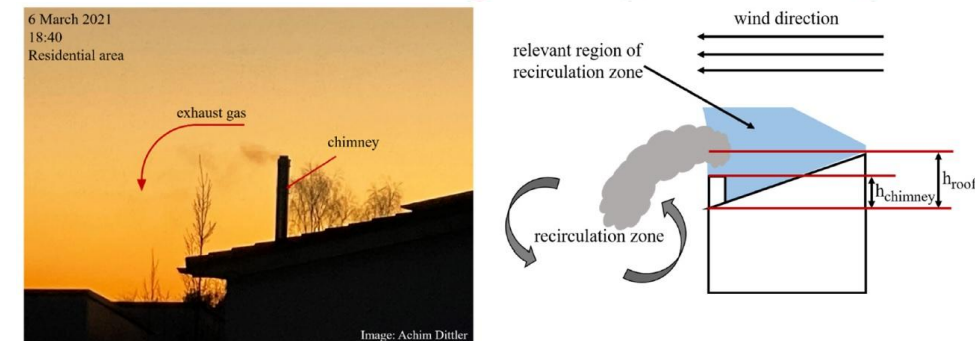 6 March 2021
18:40
Residential area
exhaust gas
chimney
Image: Achim Dittler
wind direction
relevant region of
recirculation zone
h_chimney
h_roof
recirculation zone